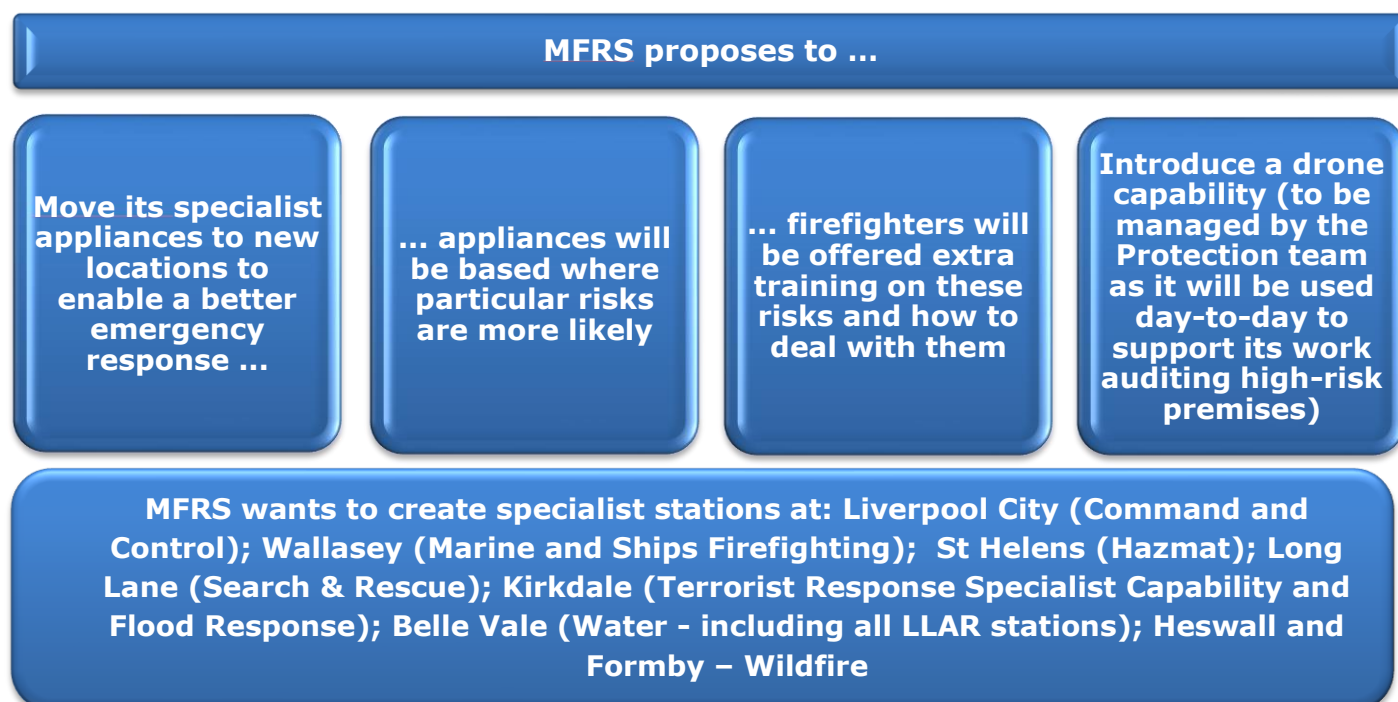 MFRS proposes to ...
Move its specialist
appliances to new
locations to
enable a better
emergency
response ...
... appliances will
be based where
particular risks
are more likely
... firefighters will
be offered extra
training on these
risks and how to
deal with them
Introduce a drone
capability (to be
managed by the
Protection team
as it will be used
day-to-day to
support its work
auditing high-risk
premises)
MFRS wants to create specialist stations at: Liverpool City (Command and
Control); Wallasey (Marine and Ships Firefighting); St Helens (Hazmat); Long
Lane (Search & Rescue); Kirkdale (Terrorist Response Specialist Capability and
Flood Response); Belle Vale (Water - including all LLAR stations); Heswall and
Formby – Wildfire